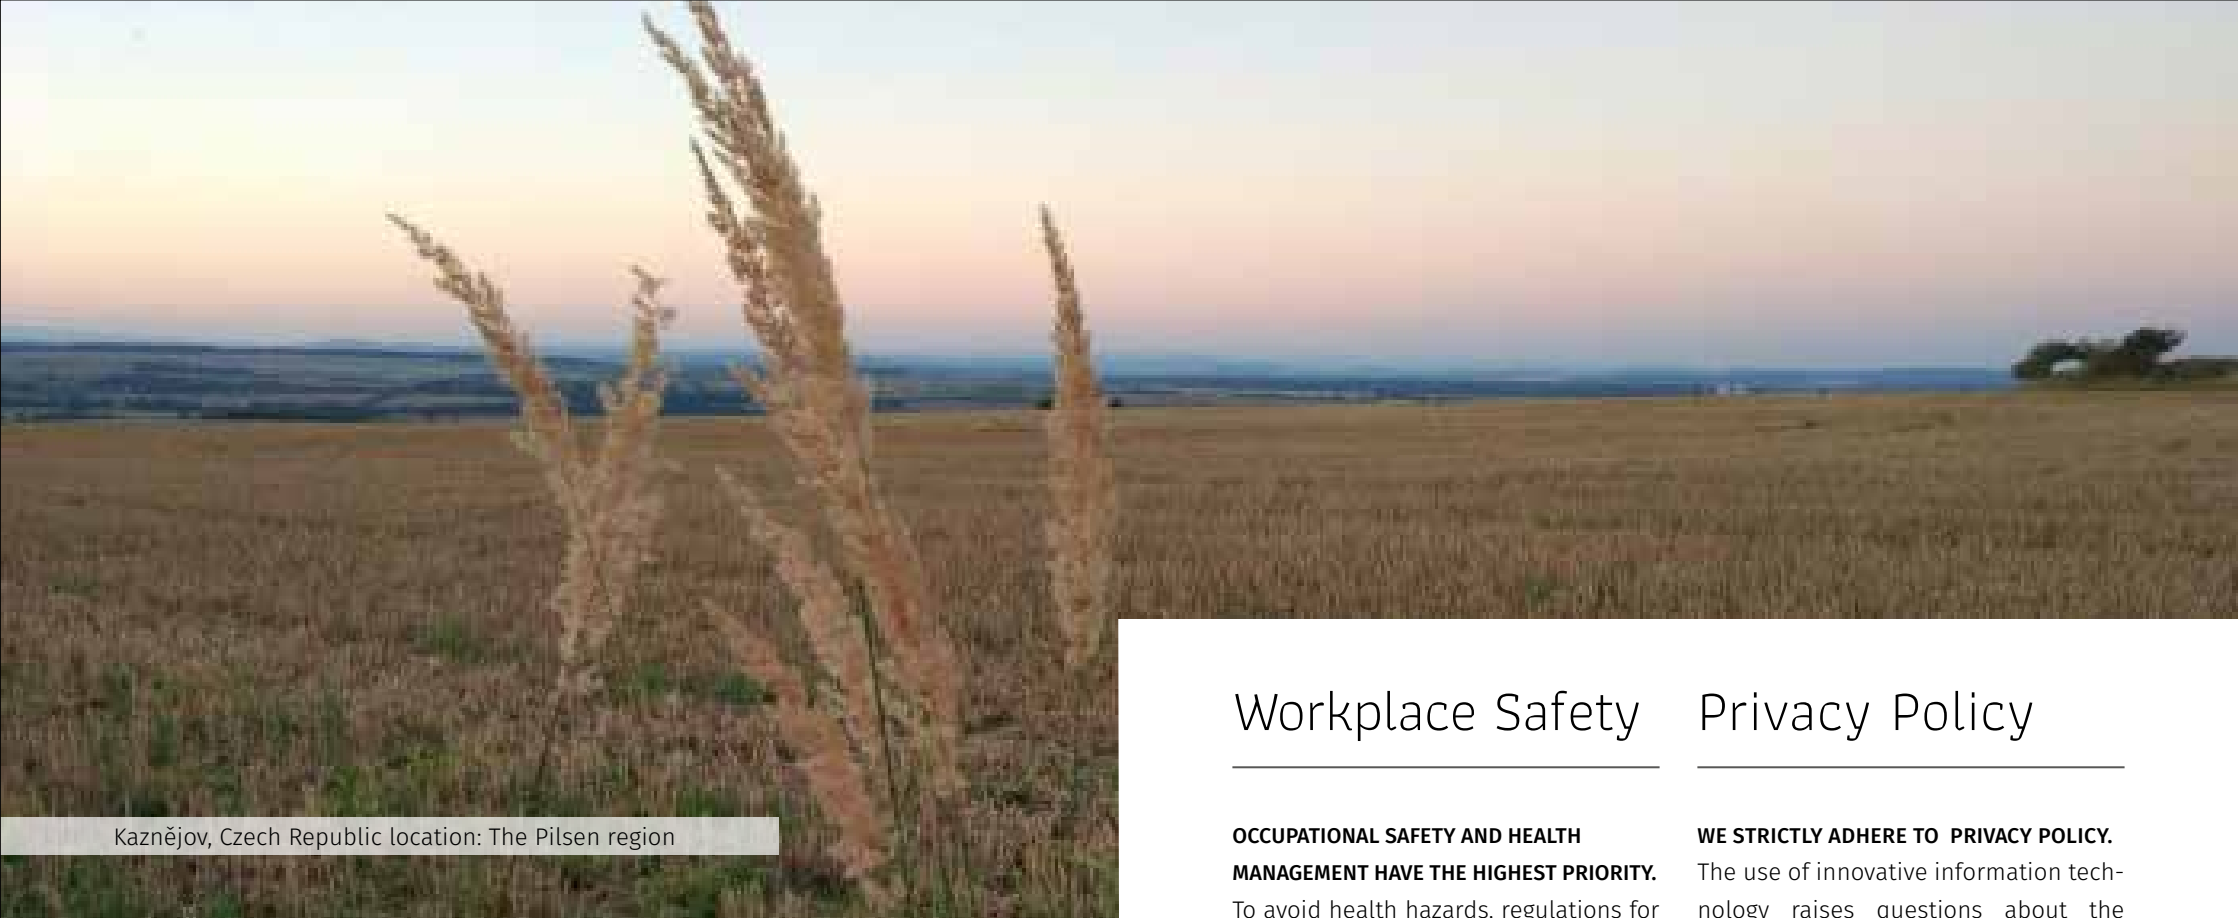 Kaznějov, Czech Republic location: The Pilsen region
Workplace Safety
OCCUPATIONAL SAFETY AND HEALTH
MANAGEMENT HAVE THE HIGHEST PRIORITY.
To avoid health hazards, regulations for
Privacy Policy
WE STRICTLY ADHERE TO  PRIVACY POLICY.
The use of innovative information tech-
nology raises questions about the